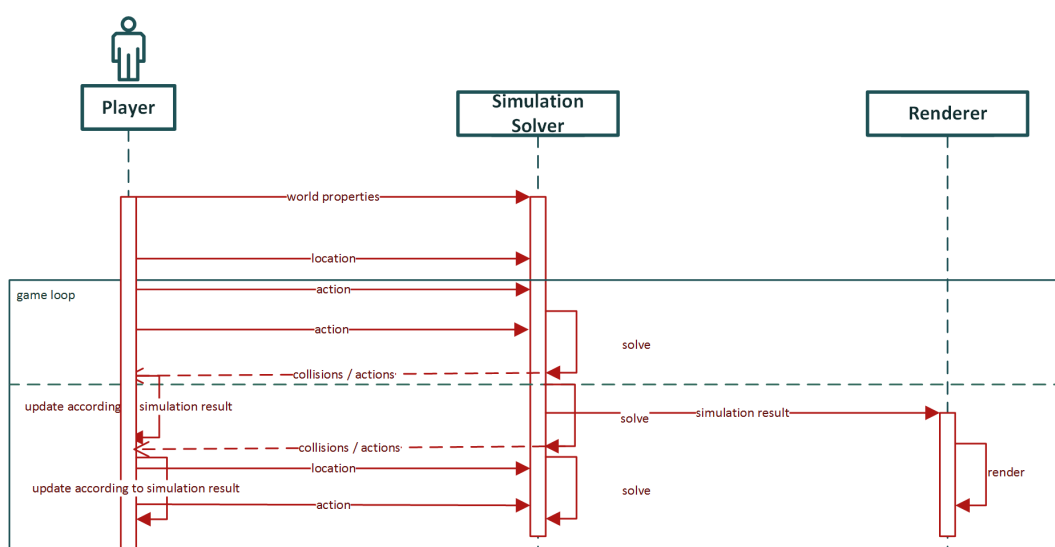 Player
Simulation
Solver
Renderer
world properties
location
game loop
action
action
solve
collisions / actions
update according
simulation result
solve
simulation result
collisions / actions
location
render
update according to simulation result
solve
action